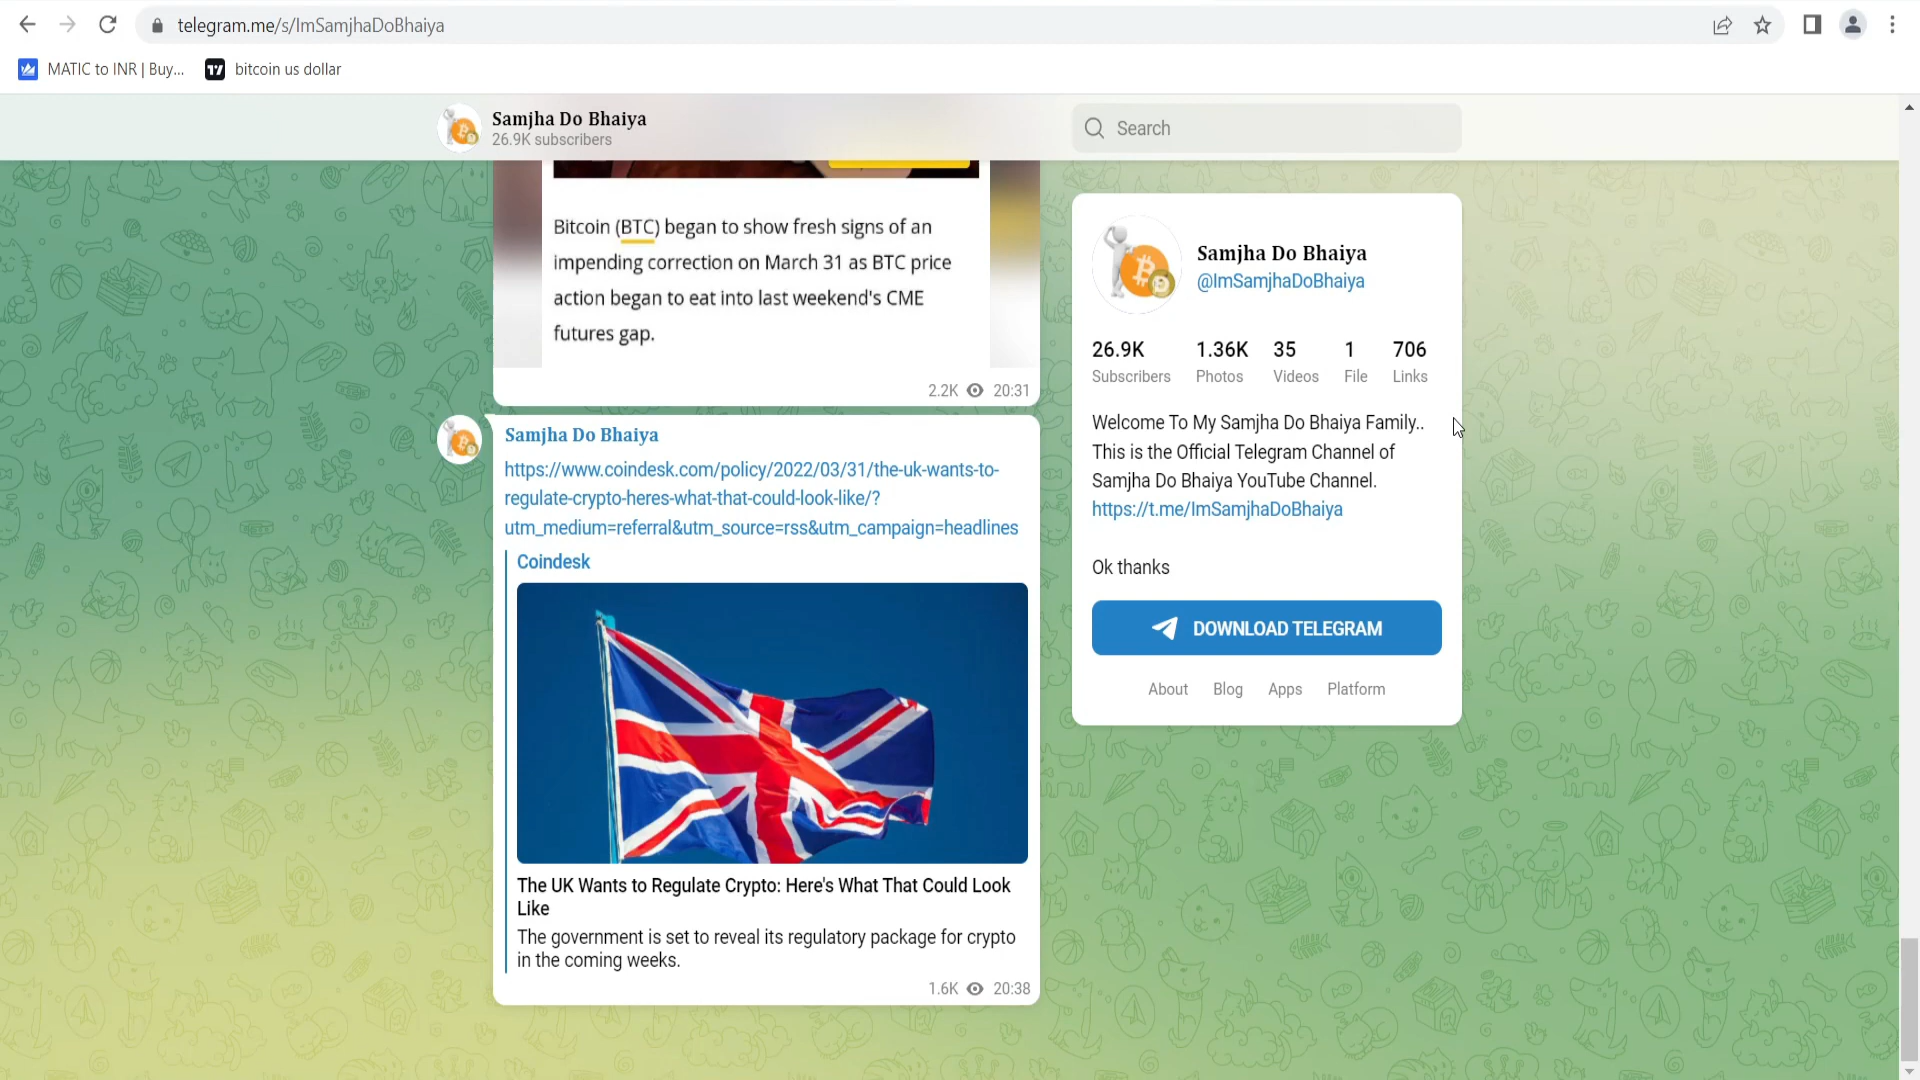 telegram.me/s/ImSamjhaDoBhaiya
MATIC to INR | Buy...
bitcoin us dollar
Samjha Do Bhaiya
26.9K subscribers
Search
Bitcoin (BTC) began to show fresh signs of an
impending correction on March 31 as BTC price
action began to eat into last weekend's CME
futures gap.
2.2K 20:31
Samjha Do Bhaiya
https://www.coindesk.com/policy/2022/03/31/the-uk-wants-to-
regulate-crypto-heres-what-that-could-look-like/?
utm_medium=referral&utm_source=rss&utm_campaign=headlines
Coindesk
The UK Wants to Regulate Crypto: Here's What That Could Look
Like
The government is set to reveal its regulatory package for crypto
in the coming weeks.
1.6K 20:38
Samjha Do Bhaiya
@ImSamjhaDoBhaiya
26.9K 1.36K 35 1 706
Subscribers Photos Videos File Links
Welcome To My Samjha Do Bhaiya Family..
This is the Official Telegram Channel of
Samjha Do Bhaiya YouTube Channel.
https://t.me/ImSamjhaDoBhaiya
Ok thanks
DOWNLOAD TELEGRAM
About Blog Apps Platform